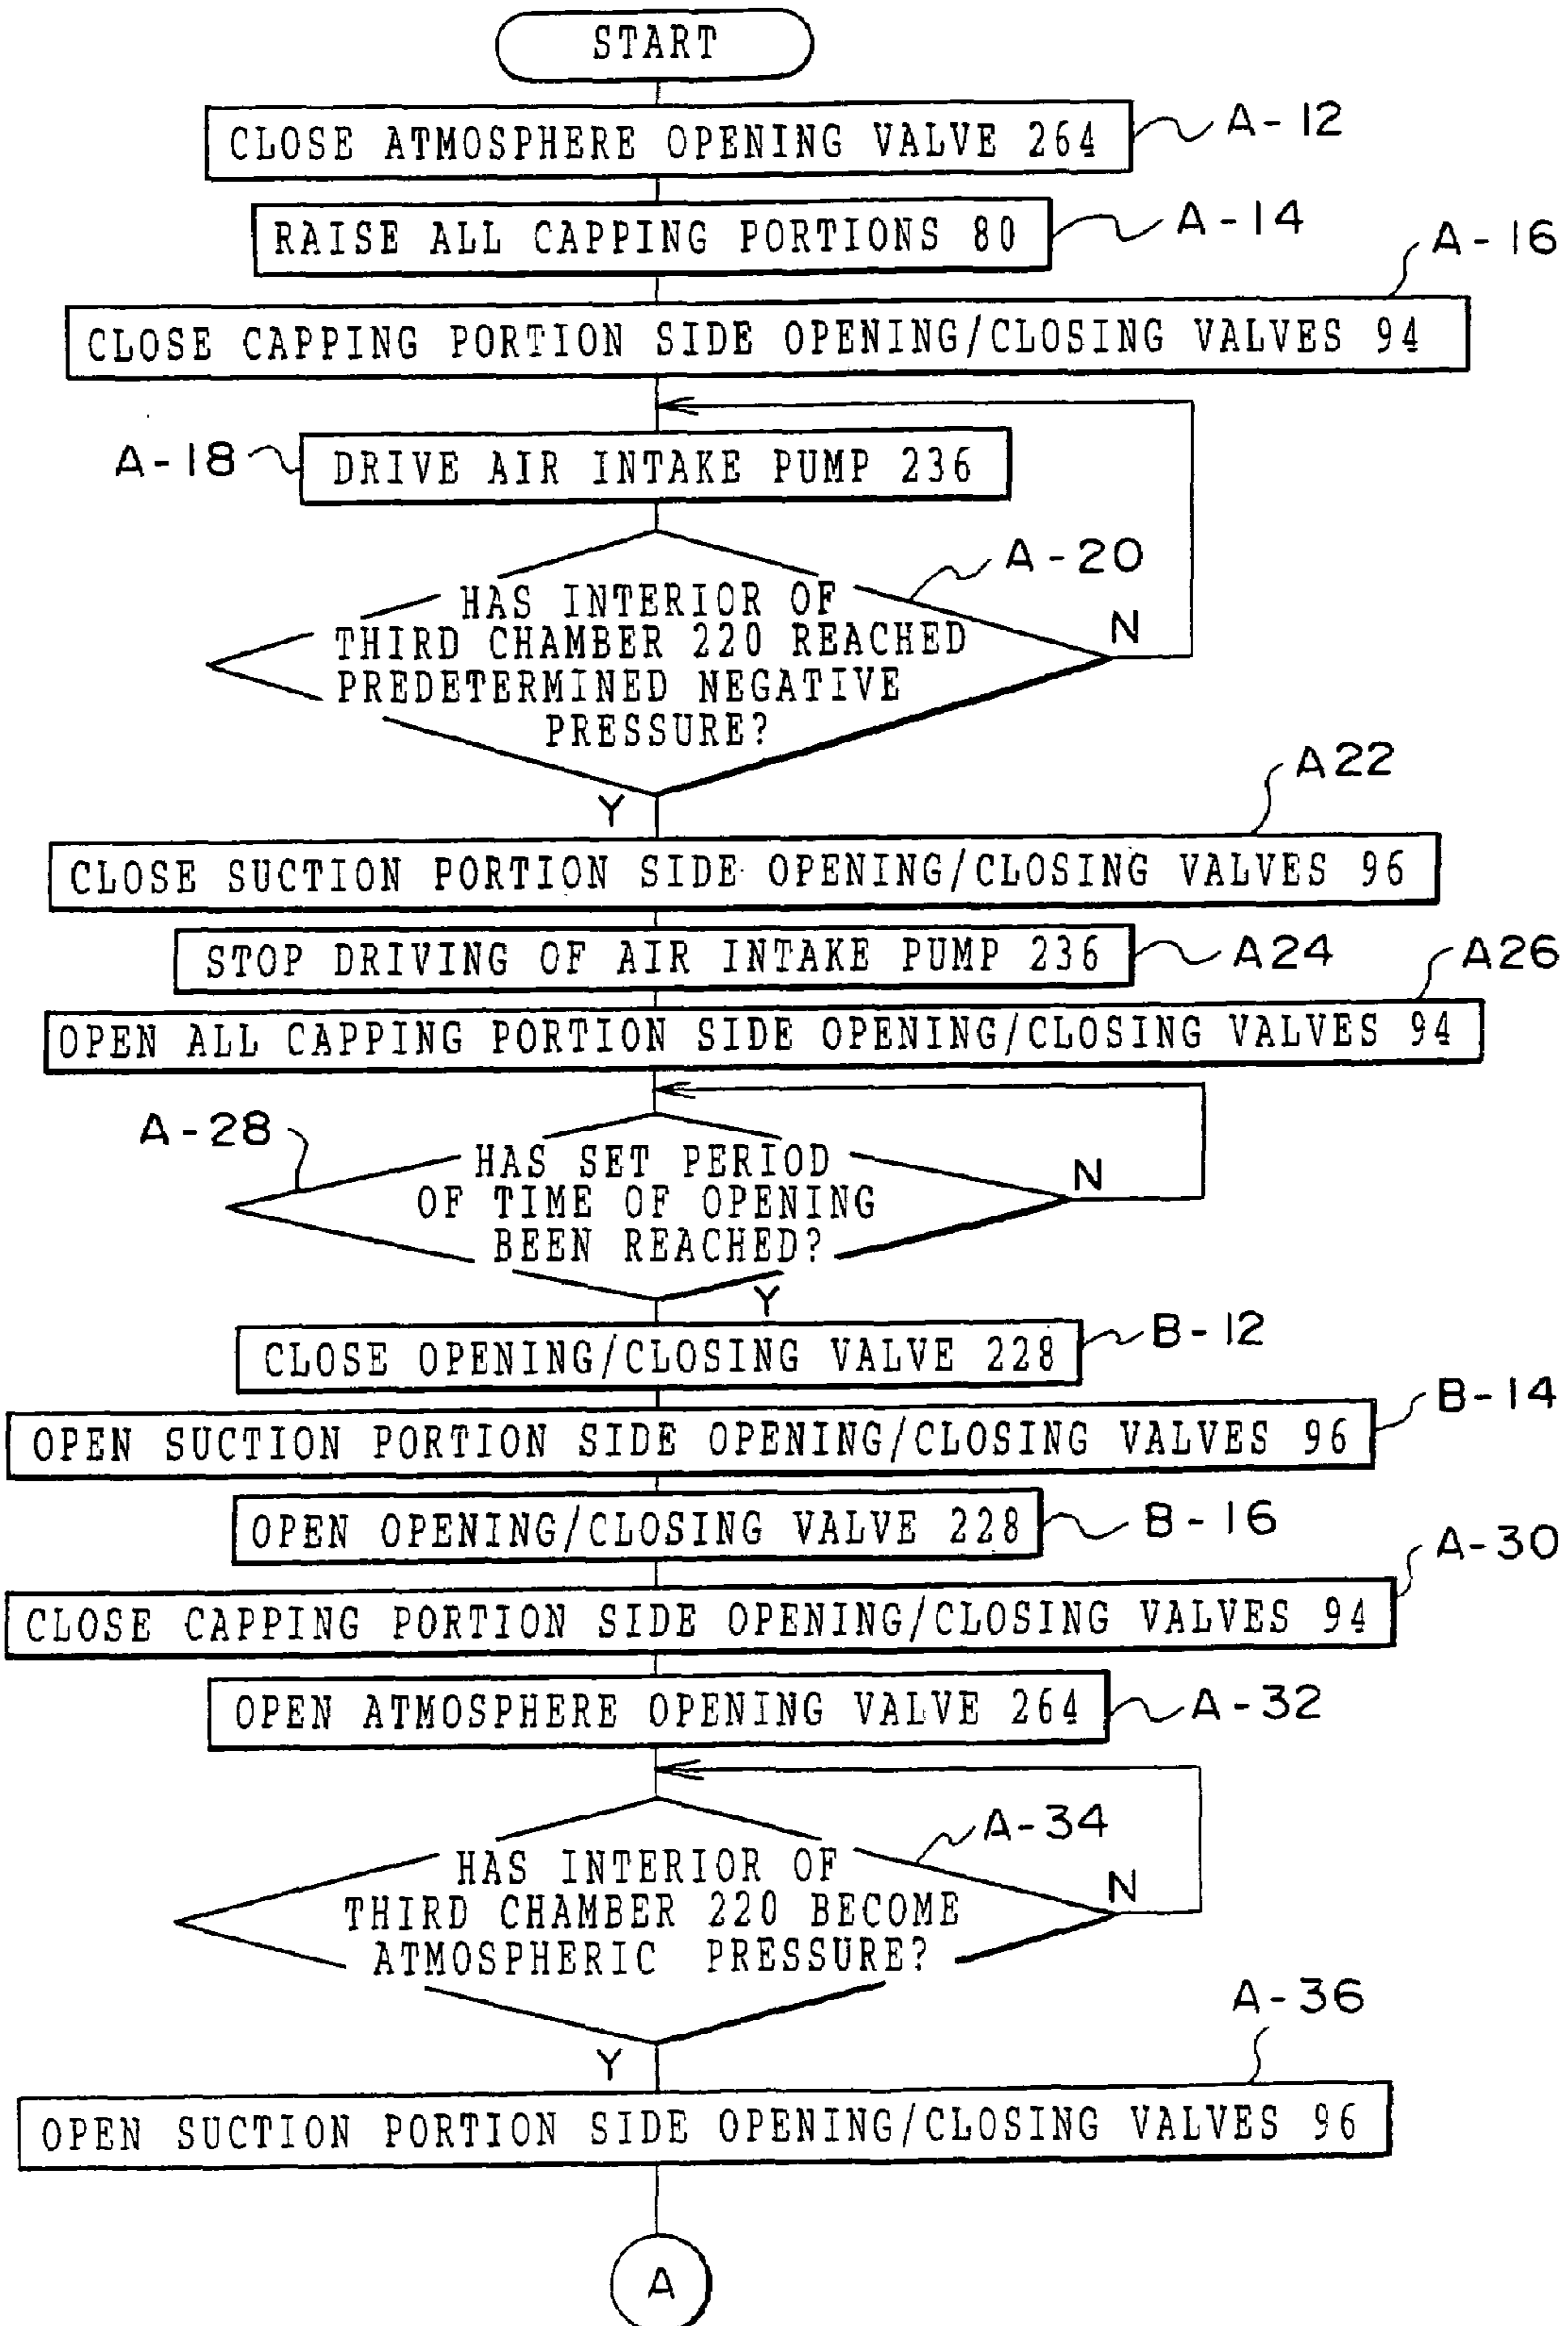 START
CLOSE ATMOSPHERE OPENING VALVE 264
A-12
RAISE ALL CAPPING PORTIONS 80
A-14
A-16
CLOSE CAPPING PORTION SIDE OPENING/CLOSING VALVES 94
A-18
DRIVE AIR INTAKE PUMP 236
A-20
HAS INTERIOR OF
THIRD CHAMBER 220 REACHED
PREDETERMINED NEGATIVE
PRESSURE?
N
Y
A22
CLOSE SUCTION PORTION SIDE OPENING/CLOSING VALVES 96
STOP DRIVING OF AIR INTAKE PUMP 236
A24
A26
OPEN ALL CAPPING PORTION SIDE OPENING/CLOSING VALVES 94
A-28
HAS SET PERIOD
OF TIME OF OPENING
BEEN REACHED?
N
Y
CLOSE OPENING/CLOSING VALVE 228
B-12
B-14
OPEN SUCTION PORTION SIDE OPENING/CLOSING VALVES 96
OPEN OPENING/CLOSING VALVE 228
B-16
A-30
CLOSE CAPPING PORTION SIDE OPENING/CLOSING VALVES 94
OPEN ATMOSPHERE OPENING VALVE 264
A-32
A-34
HAS INTERIOR OF
THIRD CHAMBER 220 BECOME
ATMOSPHERIC PRESSURE?
N
Y
A-36
OPEN SUCTION PORTION SIDE OPENING/CLOSING VALVES 96
A